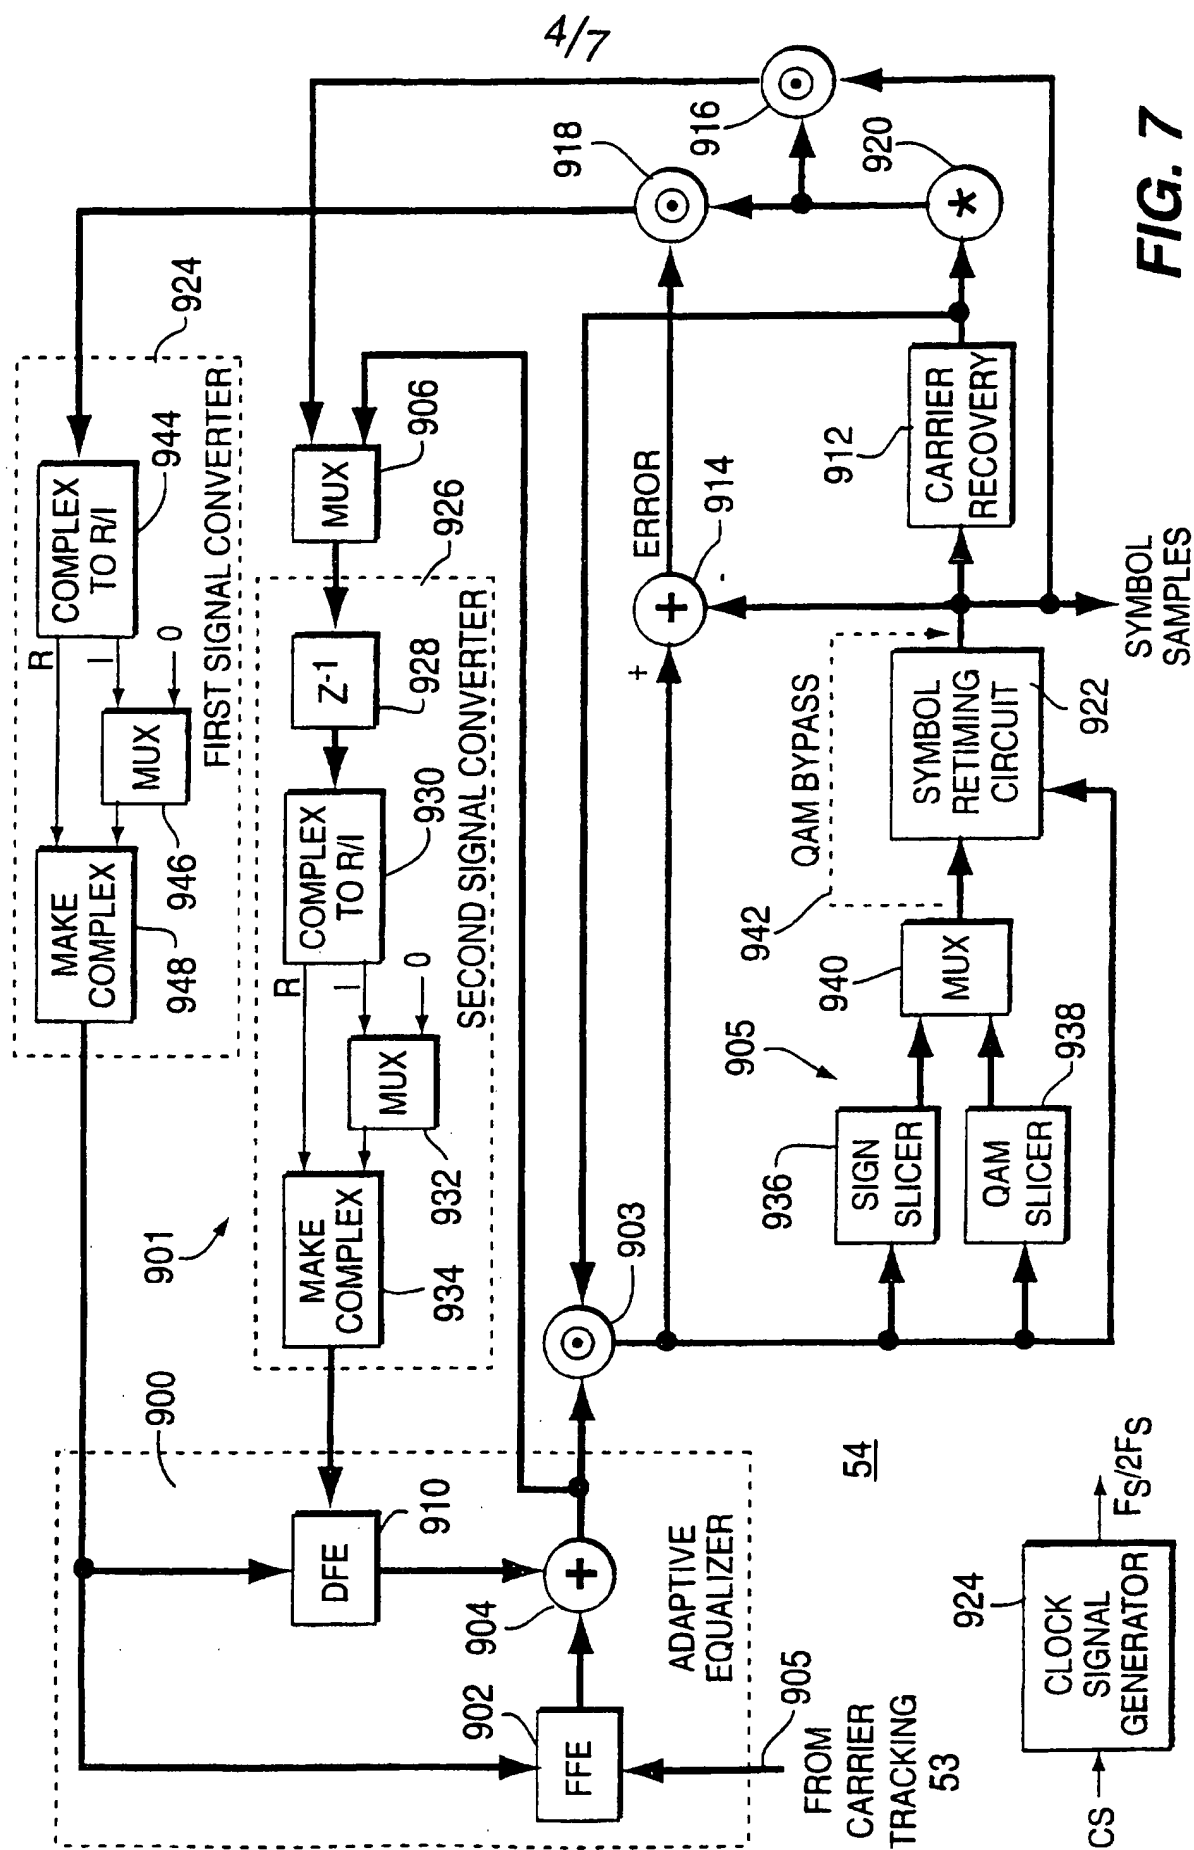 4/7
924
COMPLEX
TO R/I
944
R
I
0
MUX
946
MAKE
COMPLEX
948
FIRST SIGNAL CONVERTER
918
916
MUX
906
926
Z-1
928
COMPLEX
TO R/I
930
R
I
0
MUX
932
MAKE
COMPLEX
934
SECOND SIGNAL CONVERTER
901
900
DFE
910
+
904
902
FFE
ADAPTIVE
EQUALIZER
905
FROM
CARRIER
TRACKING
53
903
ERROR
+
914
+
920
*
912
CARRIER
RECOVERY
QAM BYPASS
942
SYMBOL
RETIMING
CIRCUIT
922
SYMBOL
SAMPLES
940
MUX
905
936
SIGN
SLICER
QAM
SLICER
938
54
924
CLOCK
SIGNAL
GENERATOR
CS
FS/2FS
FIG. 7